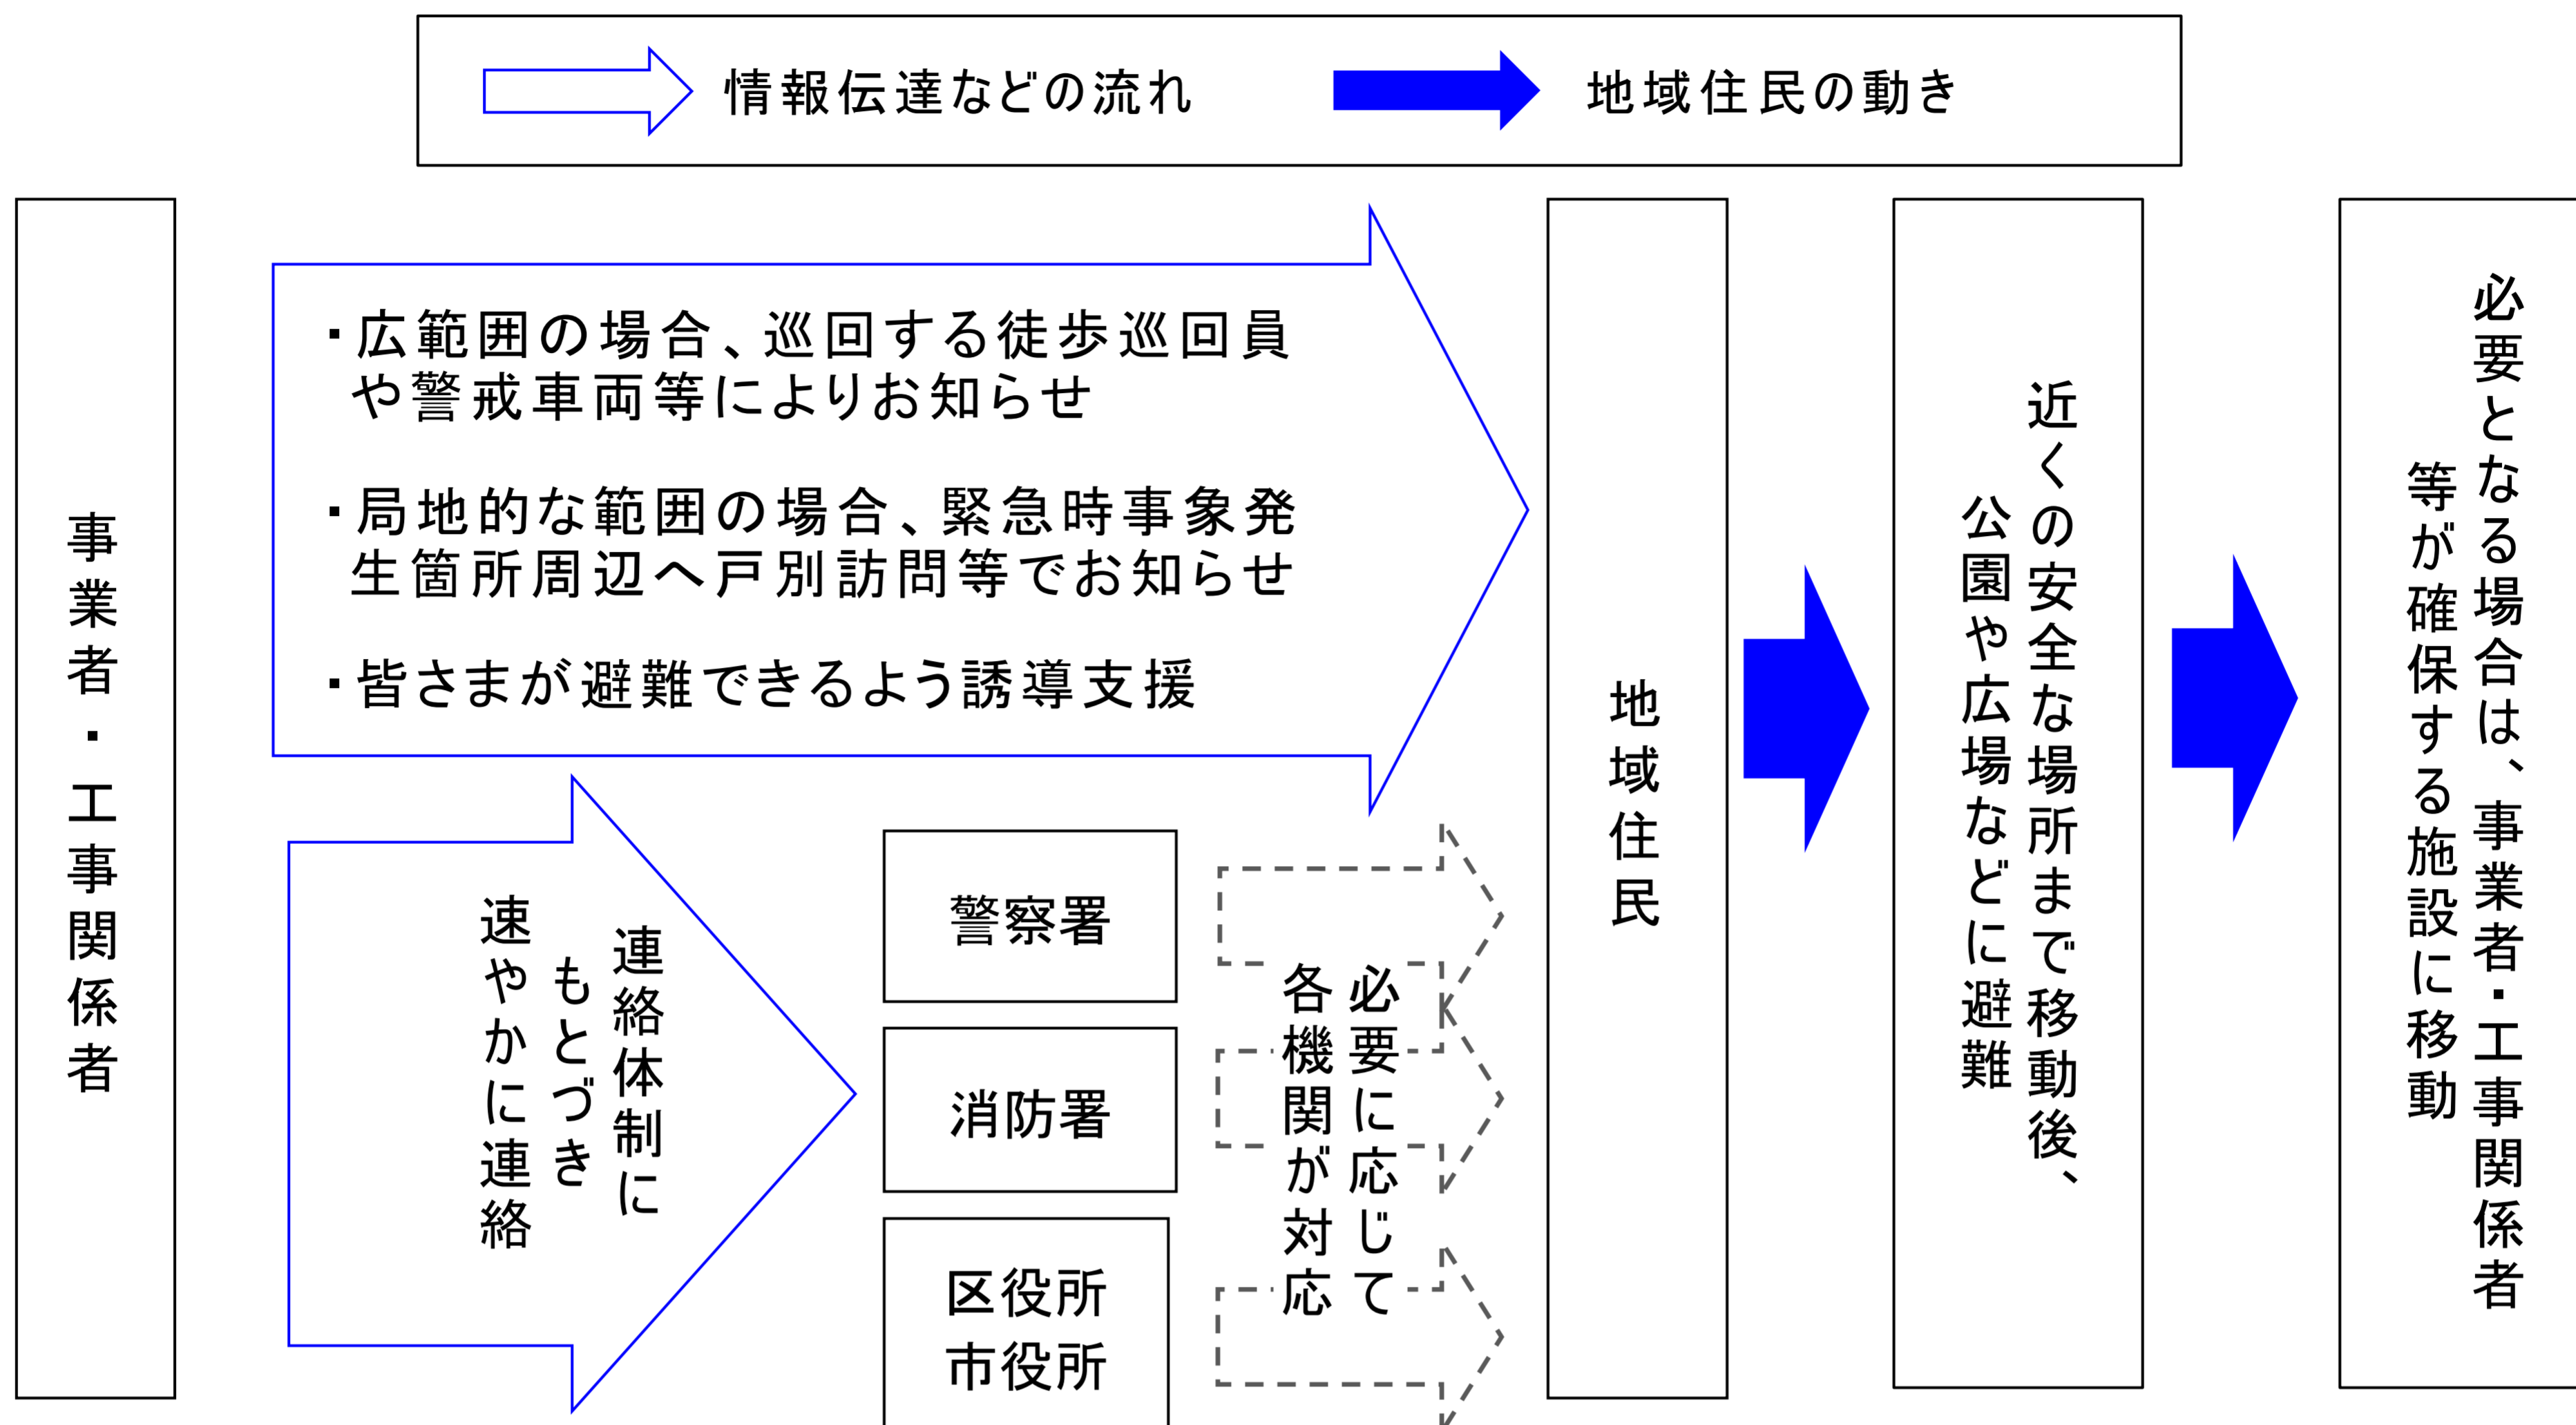 情報伝達などの流れ
地域住民の動き
事業者・工事関係者
・広範囲の場合、巡回する徒歩巡回員
や警戒車両等によりお知らせ
・局地的な範囲の場合、緊急時事象発
生箇所周辺へ戸別訪問等でお知らせ
・皆さまが避難できるよう誘導支援
連絡体制に
もとづき
速やかに連絡
警察署
消防署
区役所
市役所
必要に応じて
各機関が対応
地域住民
近くの安全な場所まで移動後、
公園や広場などに避難
必要となる場合は、事業者・工事関係者
等が確保する施設に移動